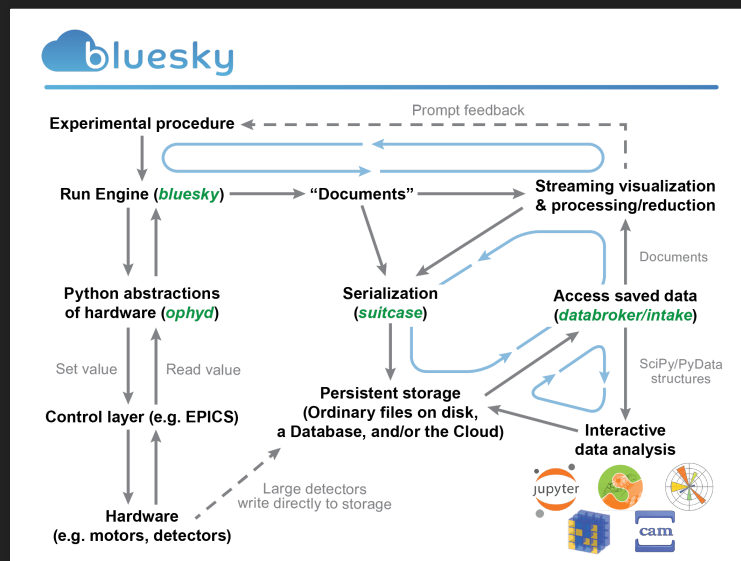 bluesky
Prompt feedback
Experimental procedure
Run Engine (bluesky)
“Documents”
Streaming visualization
& processing/reduction
Documents
Python abstractions
of hardware (ophyd)
Serialization
(suitcase)
Access saved data
(databroker/intake)
Set value
Read value
SciPy/PyData
structures
Control layer (e.g. EPICS)
Persistent storage
(Ordinary files on disk,
a Database, and/or the Cloud)
Interactive
data analysis
Large detectors
write directly to storage
Hardware
(e.g. motors, detectors)
jupyter
cam